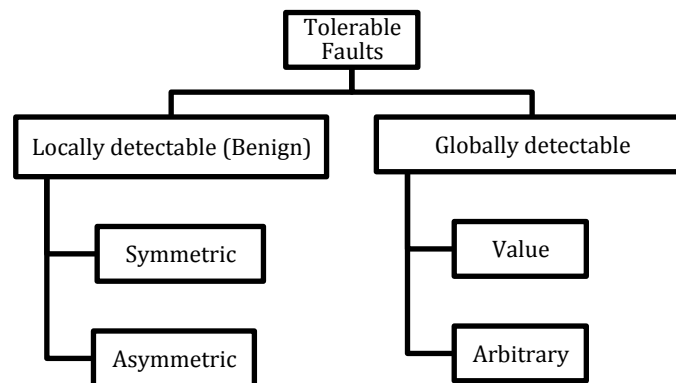 Tolerable
Faults
Locally detectable (Benign)
Globally detectable
Symmetric
Value
Asymmetric
Arbitrary